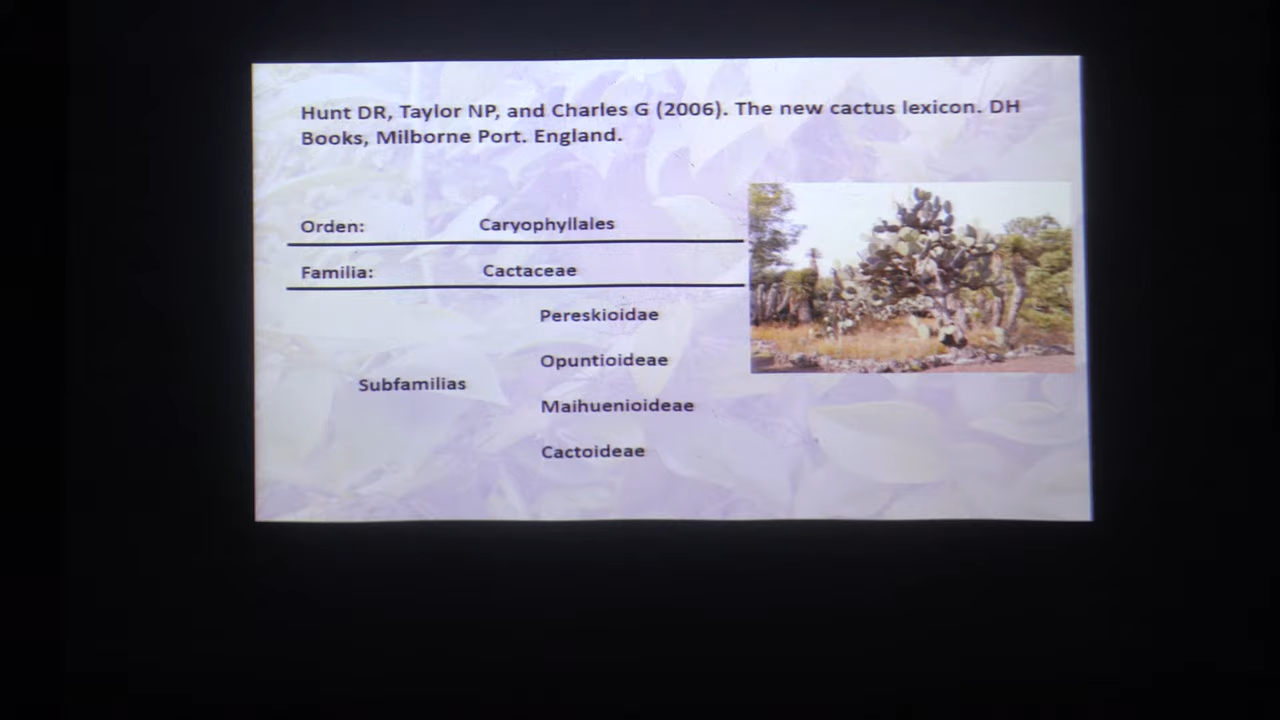 Hunt DR, Taylor NP, and Charles G (2006). The new cactus lexicon. DH
Books, Milborne Port. England.
Orden: Caryophyllales
Familia: Cactaceae
Pereskioidae
Opuntioideae
Subfamilias
Maihuenioideae
Cactoideae